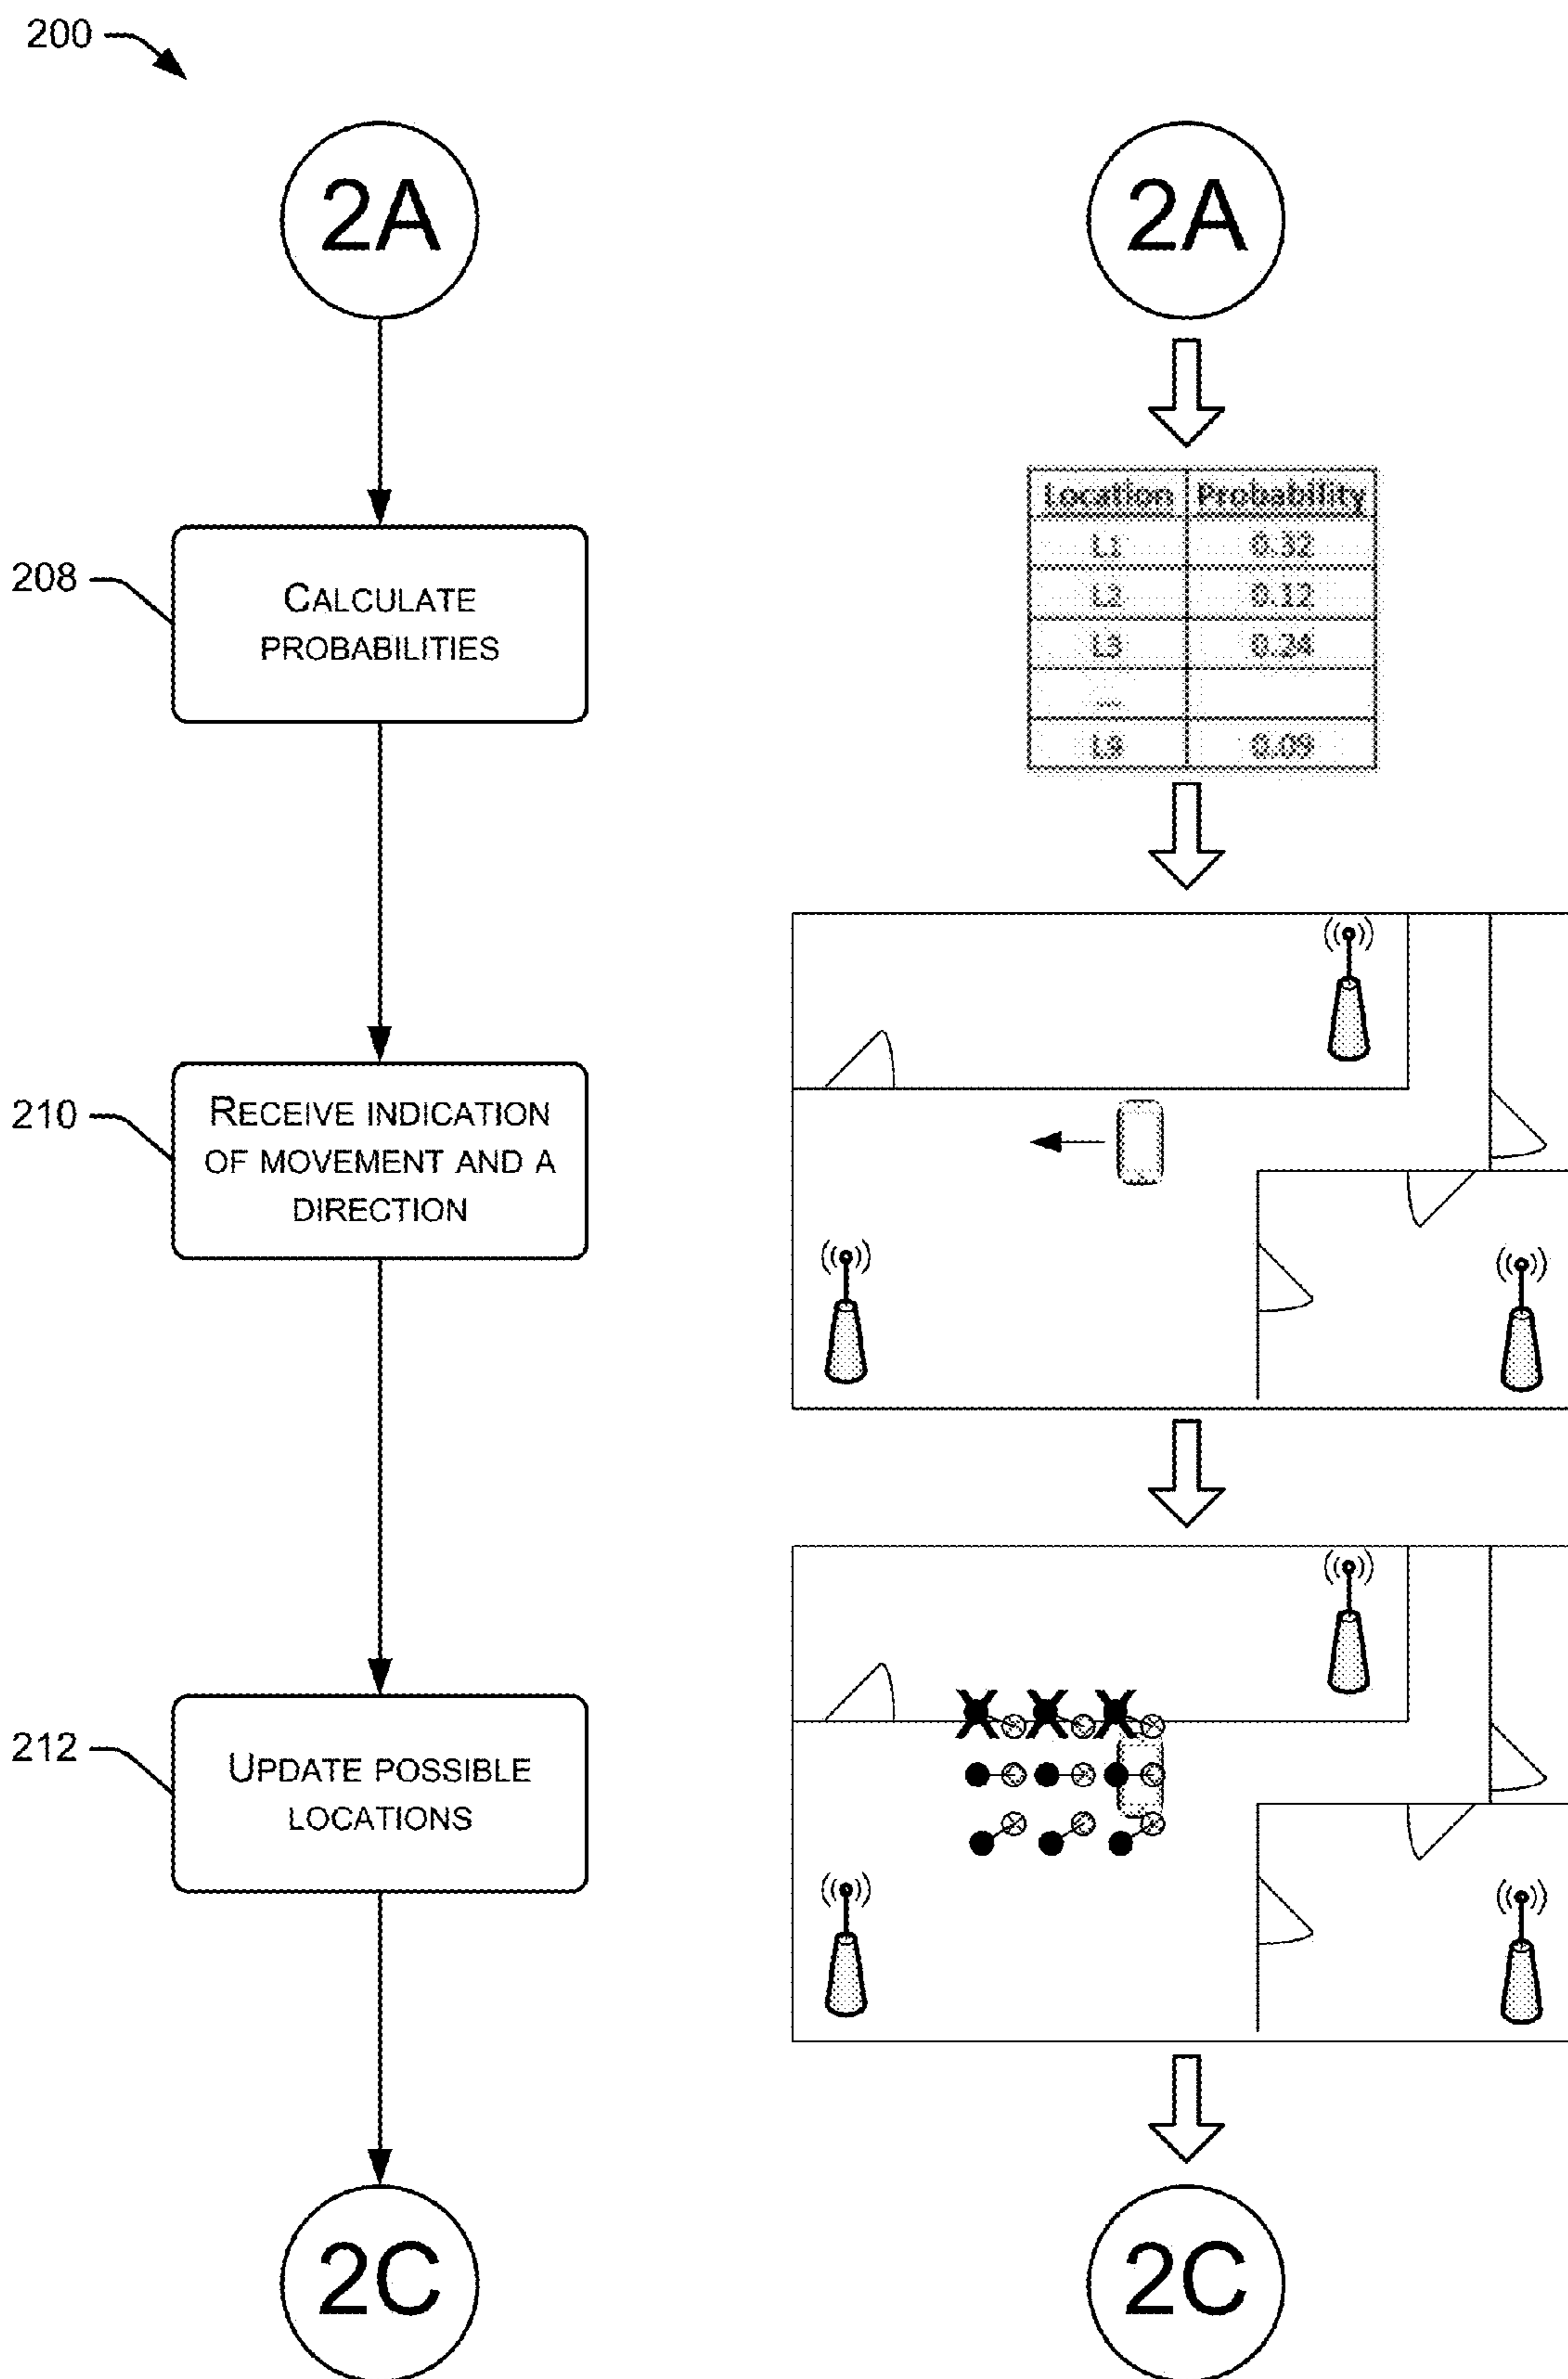 200
2A
2A
Location Probability
L1 0.32
L2 0.12
L3 0.24
...
L9 0.09
208
CALCULATE
PROBABILITIES
210
RECEIVE INDICATION
OF MOVEMENT AND A
DIRECTION
212
UPDATE POSSIBLE
LOCATIONS
2C
2C